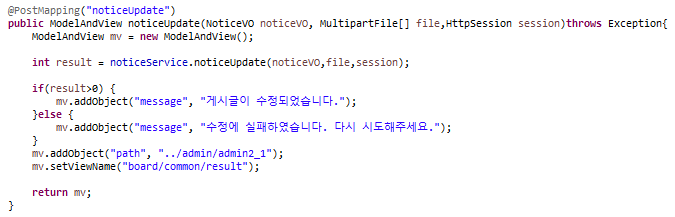 @PostMapping("noticeUpdate")
public ModelAndView noticeUpdate(NoticeVO noticeVO, MultipartFile[] file,HttpSession session)throws Exception{
    ModelAndView mv = new ModelAndView();

    int result = noticeService.noticeUpdate(noticeVO,file,session);

    if(result>0) {
        mv.addObject("message", "게시글이 수정되었습니다.");
    }else {
        mv.addObject("message", "수정에 실패하였습니다. 다시 시도해주세요.");
    }
    mv.addObject("path", "../admin/admin2_1");
    mv.setViewName("board/common/result");

    return mv;
}